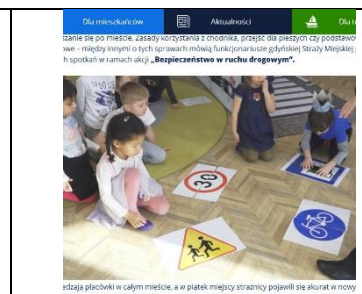 Dla mieszkańców Aktualności Dla t
szanie się po mieście. Zasady korzystania z chodnika, przejść dla pieszych czy podstawo
owe – między innymi o tych sprawach mówią funkcjonariusze gdyńskiej Straży Miejskiej
h spotkań w ramach akcji „Bezpieczeństwo w ruchu drogowym”.
30
edzają placówki w całym mieście, a w piątek miejscy strażnicy pojawili się akurat w nowy